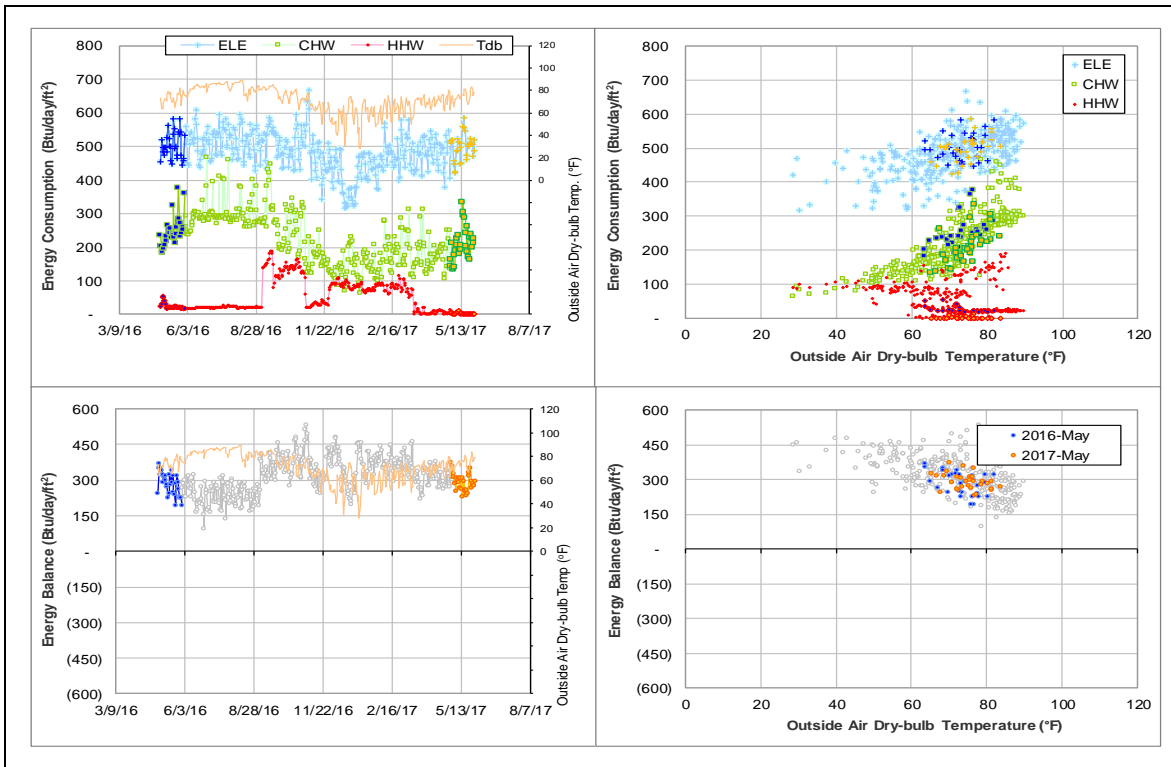 ELE CHW HHW Tdb
Energy Consumption (Btu/day/ft²)
800
700
600
500
400
300
200
100
-
120
100
80
60
40
20
0
Outside Air Dry-bulb Temp. (°F)
3/9/16 6/3/16 8/28/16 11/22/16 2/16/17 5/13/17 8/7/17
Energy Consumption (Btu/day/ft²)
800
700
600
500
400
300
200
100
-
ELE
CHW
HHW
20 40 60 80 100 120
Outside Air Dry-bulb Temperature (°F)
Energy Balance (Btu/day/ft²)
600
450
300
150
-
(150)
(300)
(450)
(600)
120
100
80
60
40
20
0
Outside Air Dry-bulb Temp (°F)
3/9/16 6/3/16 8/28/16 11/22/16 2/16/17 5/13/17 8/7/17
Energy Balance (Btu/day/ft²)
600
450
300
150
-
(150)
(300)
(450)
(600)
2016-May
2017-May
20 40 60 80 100 120
Outside Air Dry-bulb Temperature (°F)